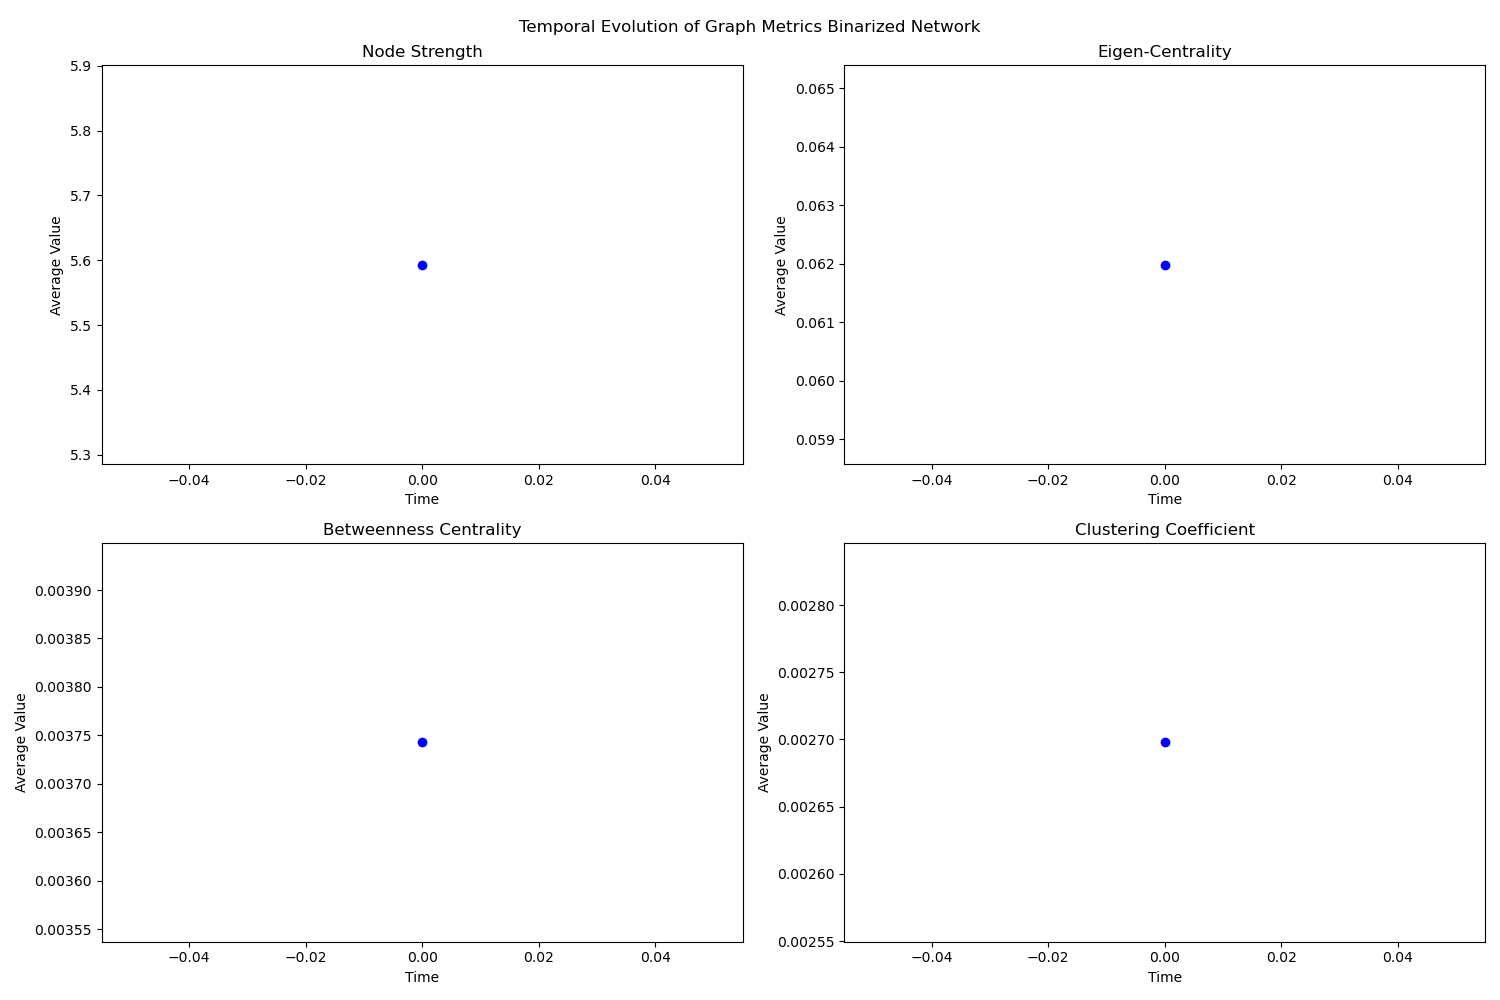 Temporal Evolution of Graph Metrics Binarized Network
Node Strength
5.9
5.8
5.7
5.6
5.5
5.4
5.3
Average Value
−0.04 −0.02 0.00 0.02 0.04
Time
Eigen-Centrality
0.065
0.064
0.063
0.062
0.061
0.060
0.059
Average Value
−0.04 −0.02 0.00 0.02 0.04
Time
Betweenness Centrality
0.00390
0.00385
0.00380
0.00375
0.00370
0.00365
0.00360
0.00355
Average Value
−0.04 −0.02 0.00 0.02 0.04
Time
Clustering Coefficient
0.00280
0.00275
0.00270
0.00265
0.00260
0.00255
Average Value
−0.04 −0.02 0.00 0.02 0.04
Time